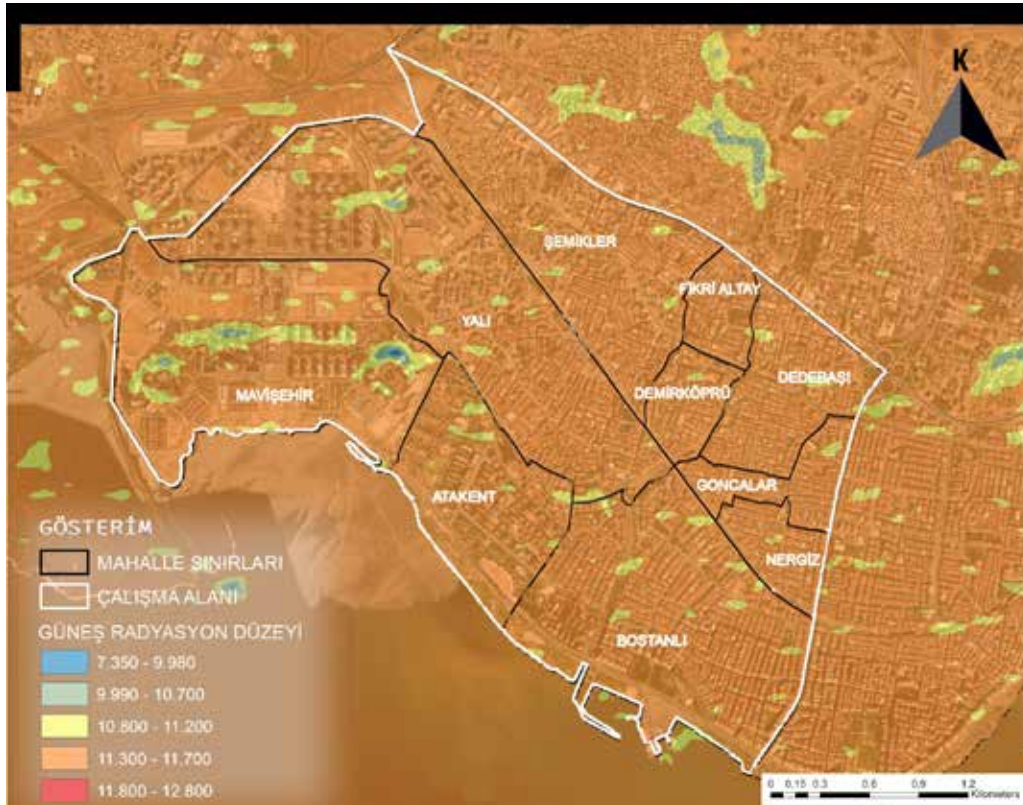 K
ŞEMİKLER
FİKRİ ALTAY
YALI
DEDEBAŞI
DEMİRKÖPRÜ
MAVİŞEHİR
GONCALAR
ATAKENT
NERGİZ
BOSTANLI
GÖSTERİM
MAHALLE SINIRLARI
ÇALIŞMA ALANI
GÜNEŞ RADYASYON DÜZEYİ
7.350 - 9.980
9.990 - 10.700
10.800 - 11.200
11.300 - 11.700
11.800 - 12.800
0 0,15 0,3 0,6 0,9 1,2
Kilometers